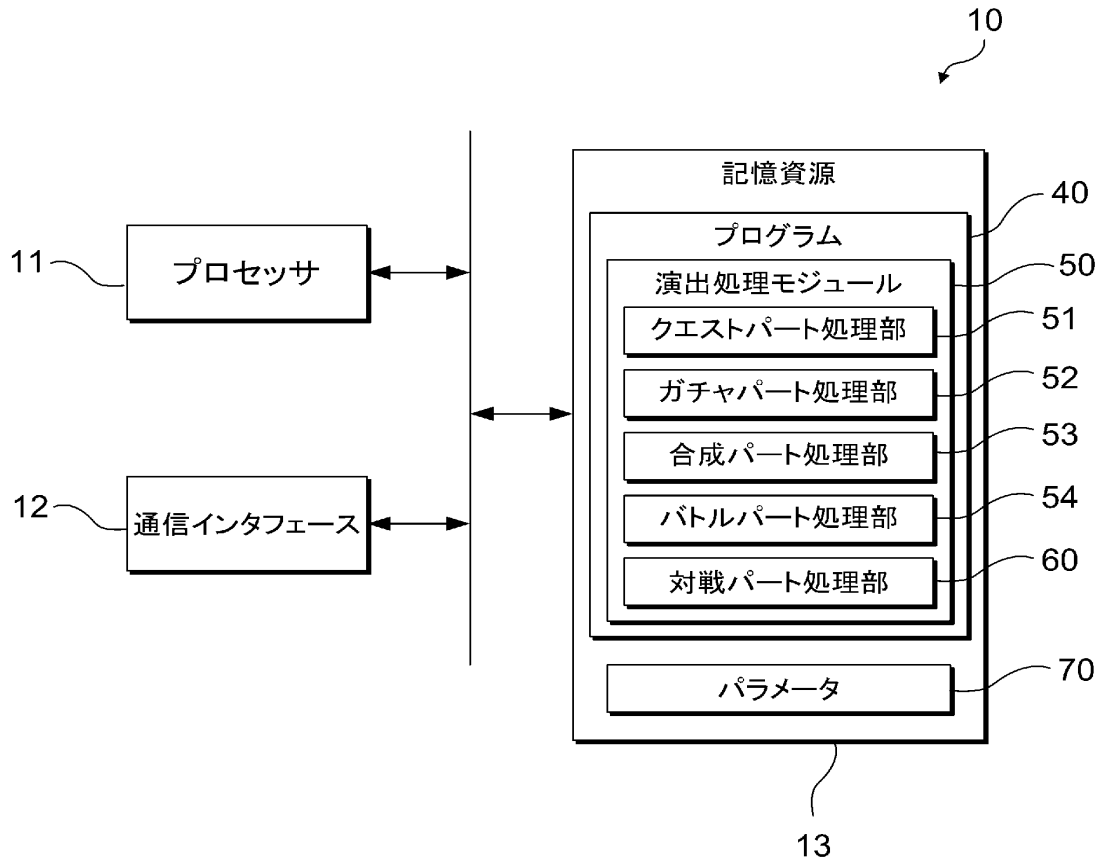 10
記憶資源
40
プログラム
11
プロセッサ
演出処理モジュール
50
クエストパート処理部
51
ガチャパート処理部
52
合成パート処理部
53
12
通信インタフェース
バトルパート処理部
54
対戦パート処理部
60
パラメータ
70
13